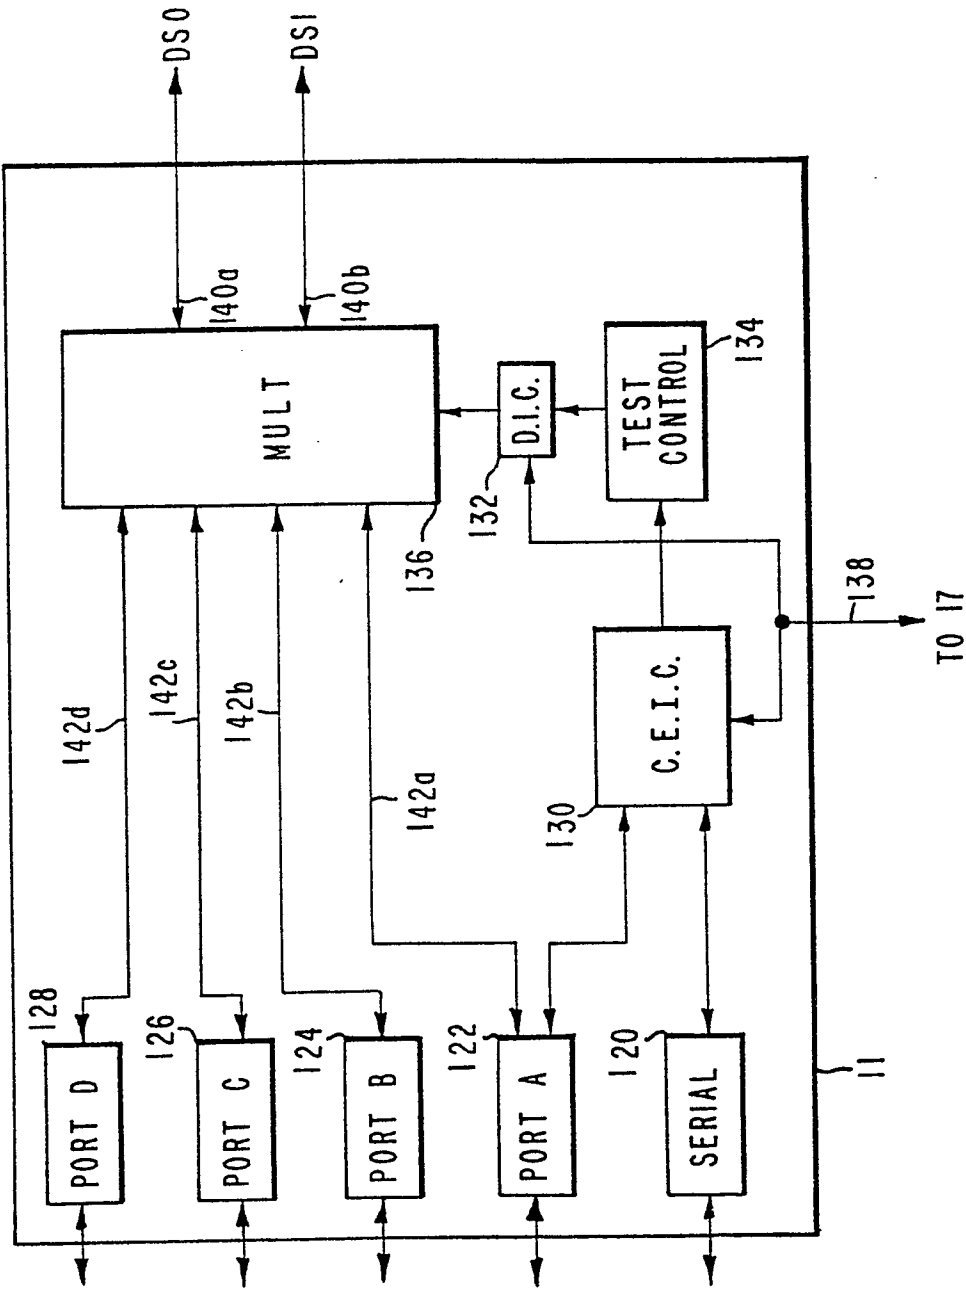 PORT D
128
142d
PORT C
126
142c
PORT B
124
142b
PORT A
122
142a
SERIAL
120
C.E.I.C.
130
MULT
136
D.I.C.
132
TEST
CONTROL
134
140a
DS0
140b
DS1
138
TO 17
11